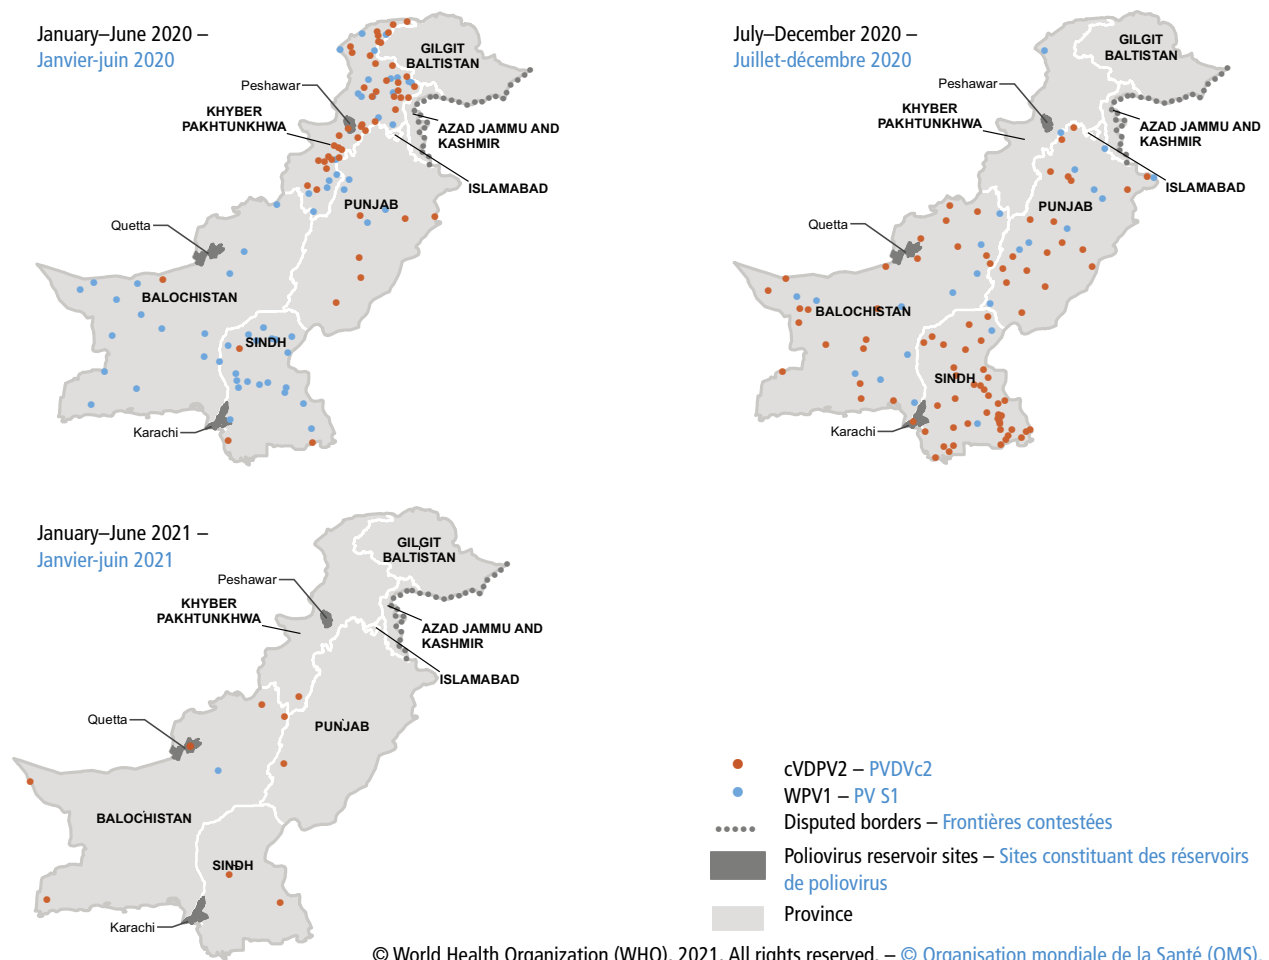 January–June 2020 –
Janvier-juin 2020
GILGIT
BALTISTAN
Peshawar
KHYBER
PAKHTUNKHWA
AZAD JAMMU AND
KASHMIR
ISLAMABAD
PUNJAB
Quetta
BALOCHISTAN
SINDH
Karachi
July–December 2020 –
Juillet-décembre 2020
GILGIT
BALTISTAN
Peshawar
KHYBER
PAKHTUNKHWA
AZAD JAMMU AND
KASHMIR
ISLAMABAD
PUNJAB
Quetta
BALOCHISTAN
SINDH
Karachi
January–June 2021 –
Janvier-juin 2021
GILGIT
BALTISTAN
Peshawar
KHYBER
PAKHTUNKHWA
AZAD JAMMU AND
KASHMIR
ISLAMABAD
PUNJAB
Quetta
BALOCHISTAN
SINDH
Karachi
cVDPV2 – PVDVc2
WPV1 – PV S1
Disputed borders – Frontières contestées
Poliovirus reservoir sites – Sites constituant des réservoirs
de poliovirus
Province
© World Health Organization (WHO), 2021. All rights reserved. – © Organisation mondiale de la Santé (OMS),